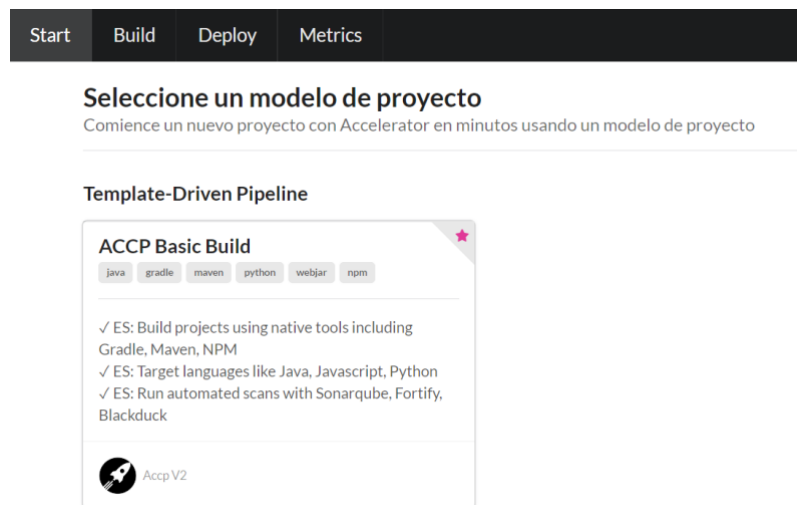 Start Build Deploy Metrics
Seleccione un modelo de proyecto
Comience un nuevo proyecto con Accelerator en minutos usando un modelo de proyecto
Template-Driven Pipeline
ACCP Basic Build
java gradle maven python webjar npm
✓ ES: Build projects using native tools including
Gradle, Maven, NPM
✓ ES: Target languages like Java, Javascript, Python
✓ ES: Run automated scans with Sonarqube, Fortify,
Blackduck
Accp V2